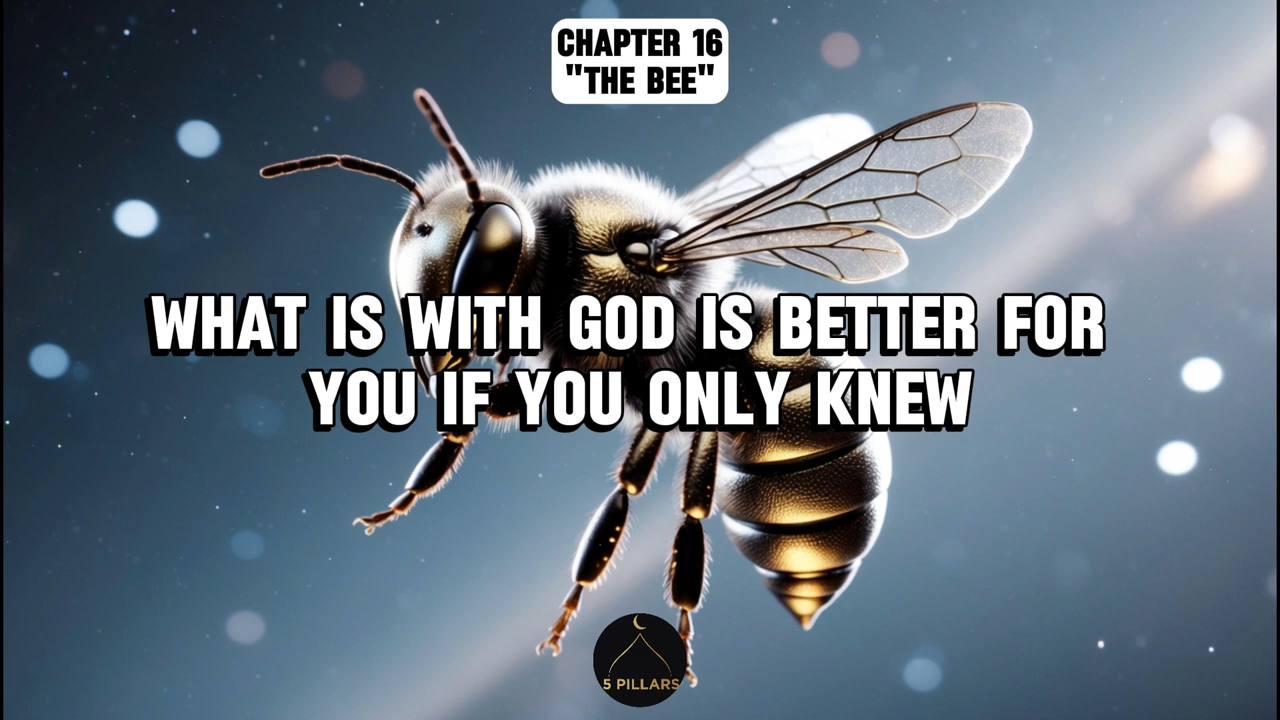 CHAPTER 16
"THE BEE"
WHAT IS WITH GOD IS BETTER FOR
YOU IF YOU ONLY KNEW
5 PILLARS